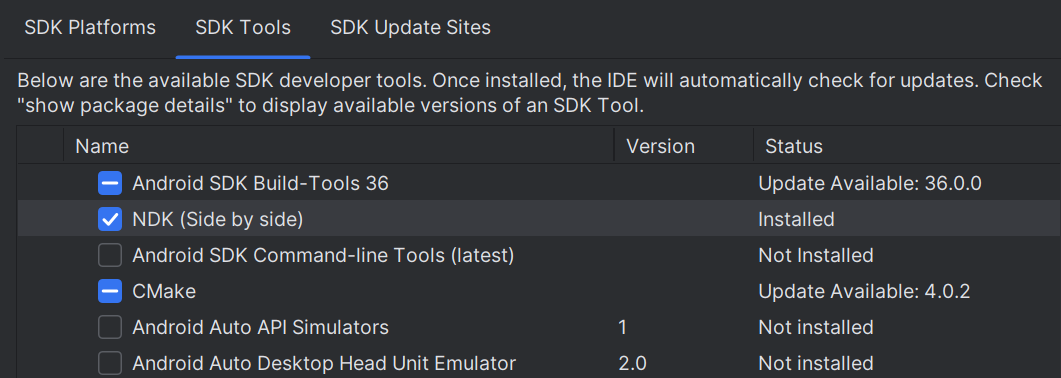 SDK Platforms SDK Tools SDK Update Sites
Below are the available SDK developer tools. Once installed, the IDE will automatically check for updates. Check
"show package details" to display available versions of an SDK Tool.
Name Version Status
Android SDK Build-Tools 36 Update Available: 36.0.0
NDK (Side by side) Installed
Android SDK Command-line Tools (latest) Not Installed
CMake Update Available: 4.0.2
Android Auto API Simulators 1 Not installed
Android Auto Desktop Head Unit Emulator 2.0 Not installed